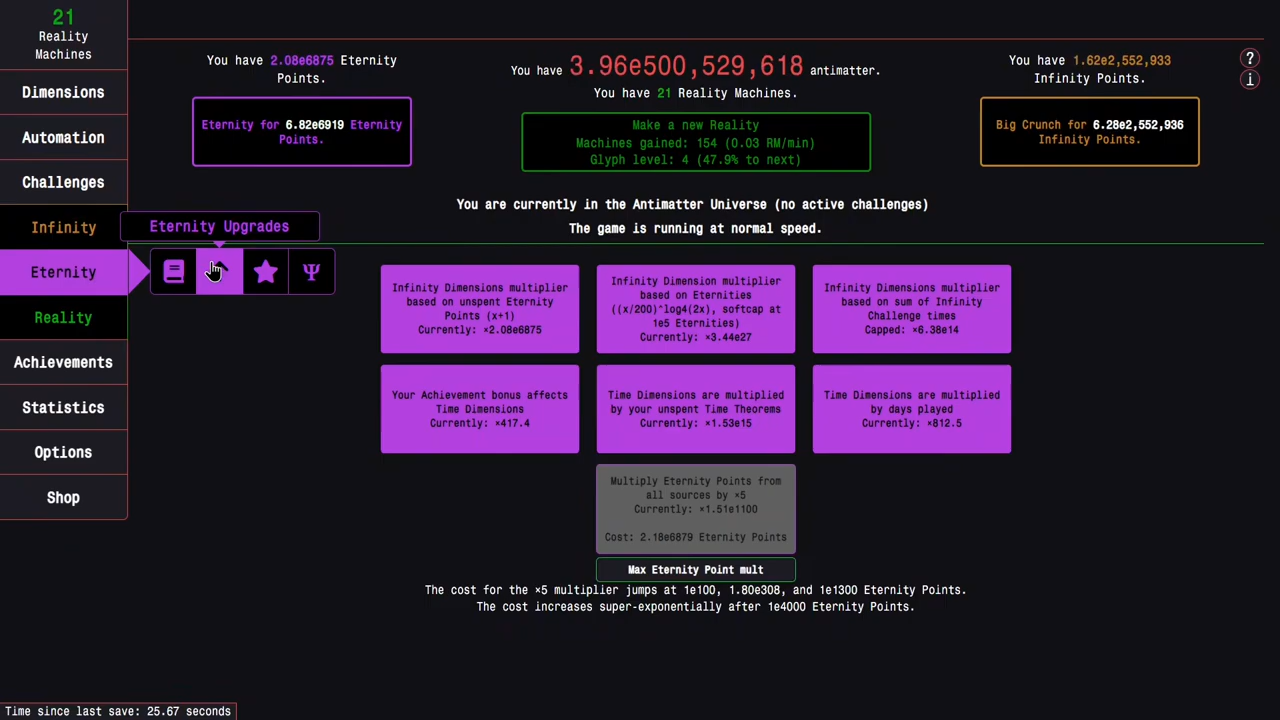 21
Reality
Machines
Dimensions
Automation
Challenges
Infinity
Eternity
Reality
Achievements
Statistics
Options
Shop
You have 2.08e6875 Eternity
Points.
Eternity for 6.82e6919 Eternity
Points.
You have 3.96e500,529,618 antimatter.
You have 21 Reality Machines.
Make a new Reality
Machines gained: 154 (0.03 RM/min)
Glyph level: 4 (47.9% to next)
You have 1.62e2,552,933
Infinity Points.
Big Crunch for 6.28e2,552,936
Infinity Points.
?
i
You are currently in the Antimatter Universe (no active challenges)
The game is running at normal speed.
Eternity Upgrades
Ψ
Infinity Dimensions multiplier
based on unspent Eternity
Points (x+1)
Currently: ×2.08e6875
Infinity Dimension multiplier
based on Eternities
((x/200)^log4(2x), softcap at
1e5 Eternities)
Currently: ×3.44e27
Infinity Dimensions multiplier
based on sum of Infinity
Challenge times
Capped: ×6.38e14
Your Achievement bonus affects
Time Dimensions
Currently: ×417.4
Time Dimensions are multiplied
by your unspent Time Theorems
Currently: ×1.53e15
Time Dimensions are multiplied
by days played
Currently: ×812.5
Multiply Eternity Points from
all sources by ×5
Currently: ×1.51e1100
Cost: 2.18e6879 Eternity Points
Max Eternity Point mult
The cost for the ×5 multiplier jumps at 1e100, 1.80e308, and 1e1300 Eternity Points.
The cost increases super-exponentially after 1e4000 Eternity Points.
Time since last save: 25.67 seconds